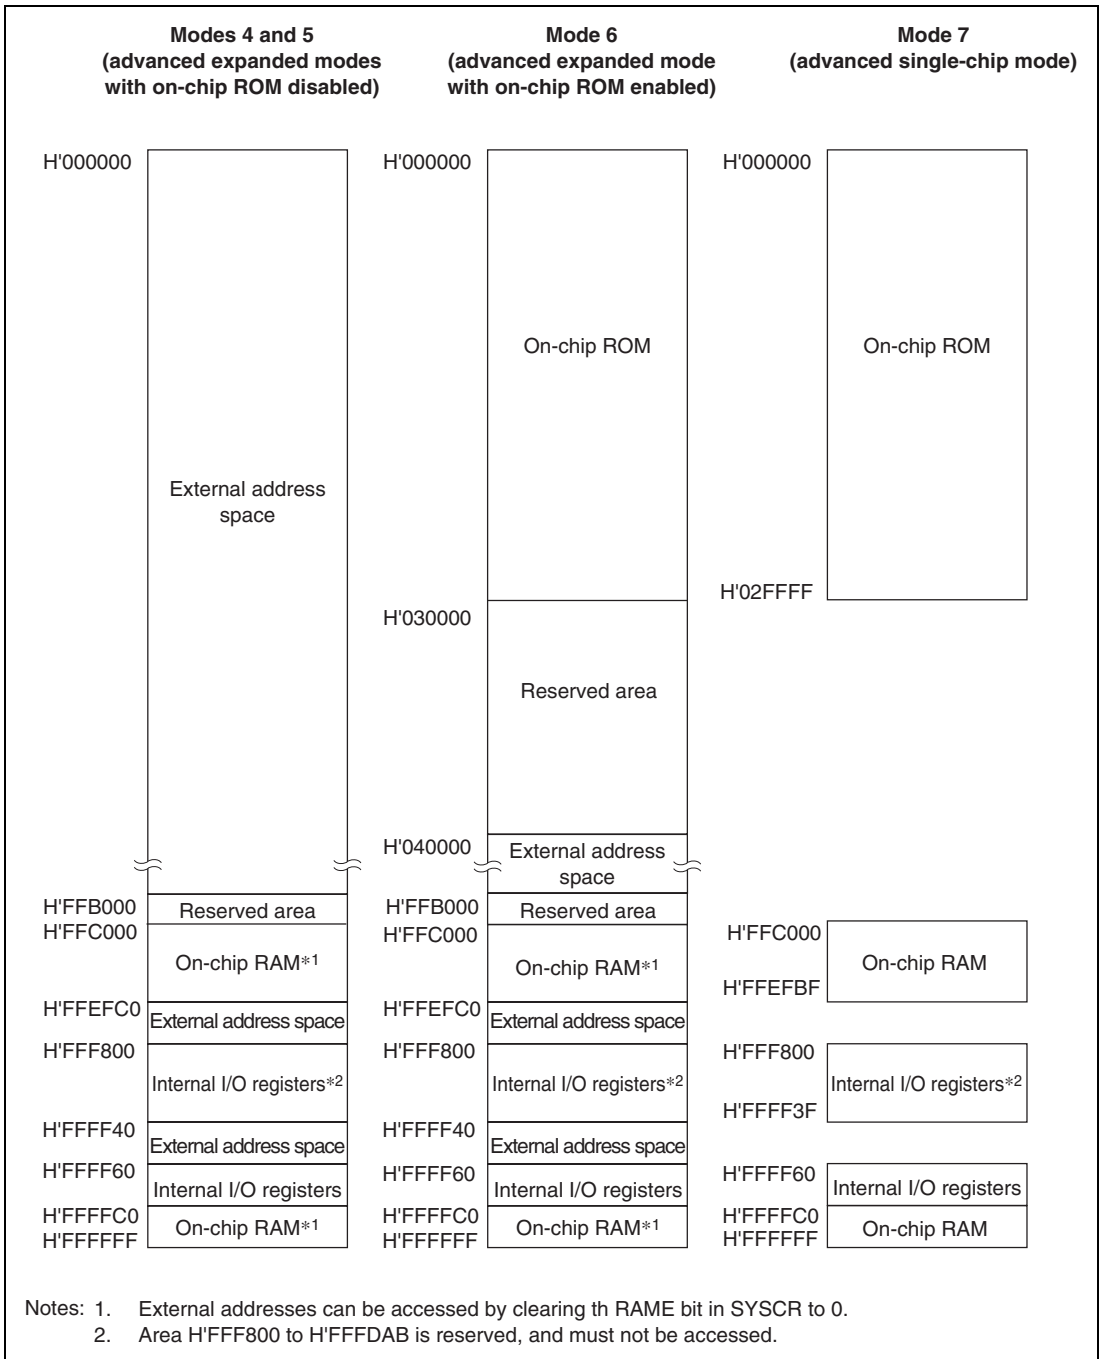 Modes 4 and 5
(advanced expanded modes
with on-chip ROM disabled)
Mode 6
(advanced expanded mode
with on-chip ROM enabled)
Mode 7
(advanced single-chip mode)
H'000000
External address
space
H'FFB000
Reserved area
H'FFC000
On-chip RAM*1
H'FFEFC0
External address space
H'FFF800
Internal I/O registers*2
H'FFFF40
External address space
H'FFFF60
Internal I/O registers
H'FFFFC0
On-chip RAM*1
H'FFFFFF
H'000000
On-chip ROM
H'030000
Reserved area
H'040000
External address
space
H'FFB000
Reserved area
H'FFC000
On-chip RAM*1
H'FFEFC0
External address space
H'FFF800
Internal I/O registers*2
H'FFFF40
External address space
H'FFFF60
Internal I/O registers
H'FFFFC0
On-chip RAM*1
H'FFFFFF
H'000000
On-chip ROM
H'02FFFF
H'FFC000
On-chip RAM
H'FFEFBF
H'FFF800
Internal I/O registers*2
H'FFFF3F
H'FFFF60
Internal I/O registers
H'FFFFC0
On-chip RAM
H'FFFFFF
Notes: 1. External addresses can be accessed by clearing th RAME bit in SYSCR to 0.
2. Area H'FFF800 to H'FFFDAB is reserved, and must not be accessed.